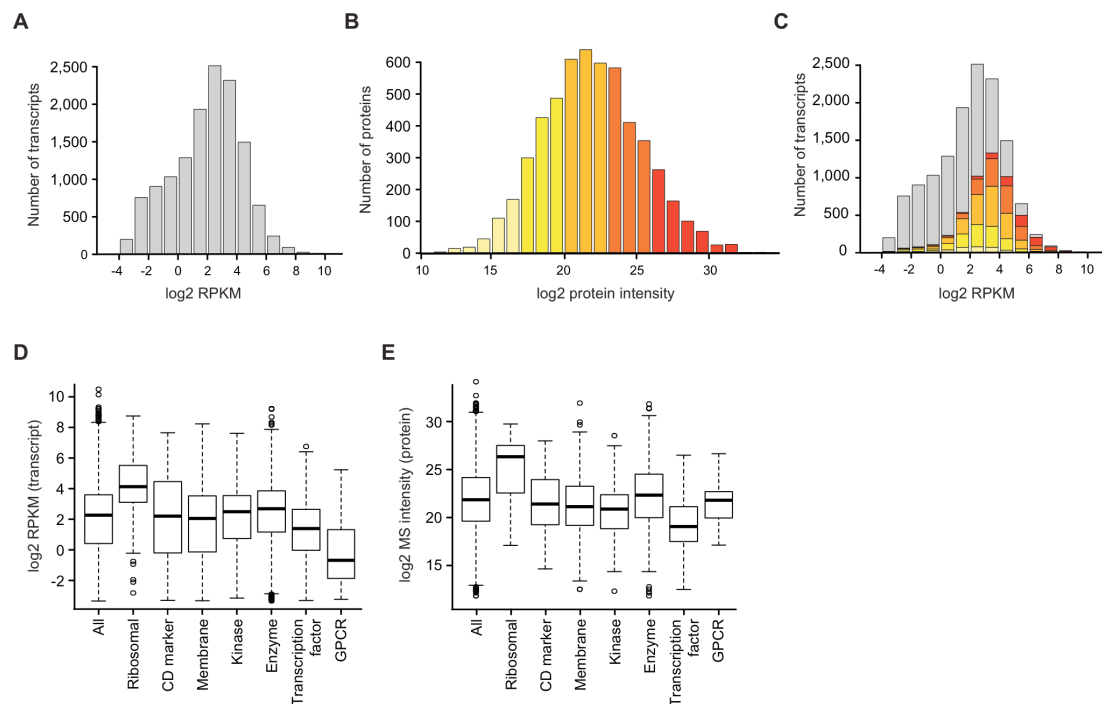 A
B
C
Number of transcripts
2,500
2,000
1,500
1,000
500
0
-4 -2 0 2 4 6 8 10
log2 RPKM
Number of proteins
600
500
400
300
200
100
0
10 15 20 25 30
log2 protein intensity
Number of transcripts
2,500
2,000
1,500
1,000
500
0
-4 -2 0 2 4 6 8 10
log2 RPKM
D
E
log2 RPKM (transcript)
10
8
6
4
2
0
-2
All
Ribosomal
CD marker
Membrane
Kinase
Enzyme
Transcription
factor
GPCR
log2 MS intensity (protein)
30
25
20
15
All
Ribosomal
CD marker
Membrane
Kinase
Enzyme
Transcription
factor
GPCR